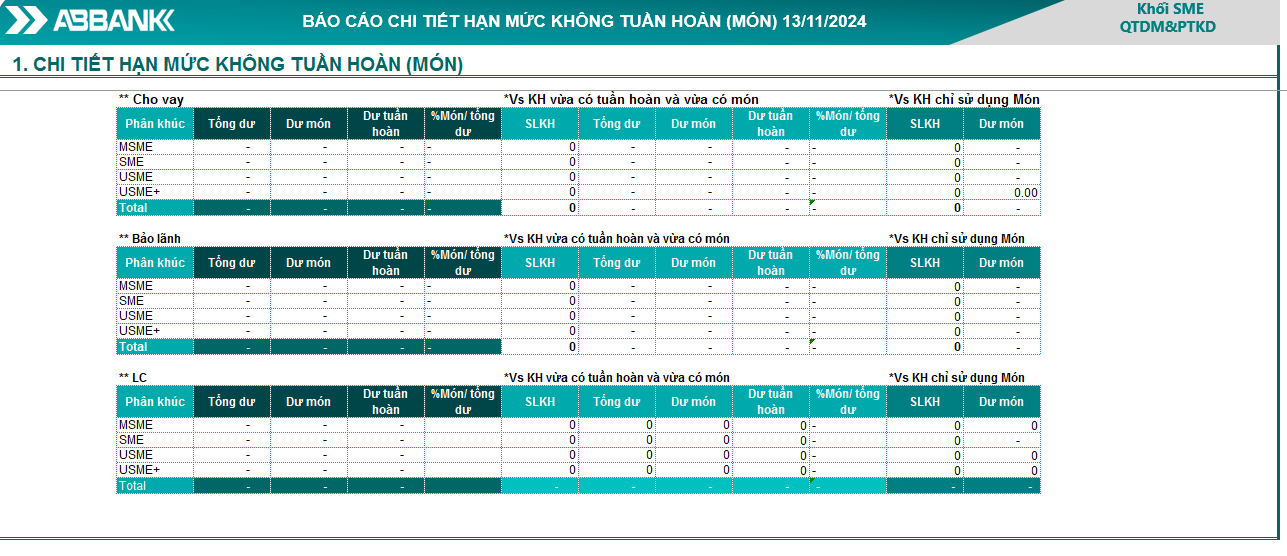 ABBANK
BÁO CÁO CHI TIẾT HẠN MỨC KHÔNG TUẦN HOÀN (MÓN) 13/11/2024
Khối SME
QTDM&PTKD
1. CHI TIẾT HẠN MỨC KHÔNG TUẦN HOÀN (MÓN)
** Cho vay *Vs KH vừa có tuần hoàn và vừa có món *Vs KH chỉ sử dụng Món
Phân khúc Tổng dư Dư món Dư tuần hoàn %Món/ tổng dư SLKH Tổng dư Dư món Dư tuần hoàn %Món/ tổng dư SLKH Dư món
MSME - - - - 0 - - - - 0 -
SME - - - - 0 - - - - 0 -
USME - - - - 0 - - - - 0 -
USME+ - - - - 0 - - - - 0 0.00
Total - - - - 0 - - - - 0 -
** Bảo lãnh *Vs KH vừa có tuần hoàn và vừa có món *Vs KH chỉ sử dụng Món
Phân khúc Tổng dư Dư món Dư tuần hoàn %Món/ tổng dư SLKH Tổng dư Dư món Dư tuần hoàn %Món/ tổng dư SLKH Dư món
MSME - - - - 0 - - - - 0 -
SME - - - - 0 - - - - 0 -
USME - - - - 0 - - - - 0 -
USME+ - - - - 0 - - - - 0 -
Total - - - - 0 - - - - 0 -
** LC *Vs KH vừa có tuần hoàn và vừa có món *Vs KH chỉ sử dụng Món
Phân khúc Tổng dư Dư món Dư tuần hoàn %Món/ tổng dư SLKH Tổng dư Dư món Dư tuần hoàn %Món/ tổng dư SLKH Dư món
MSME - - - 0 0 0 0 - 0 0
SME - - - 0 0 0 0 - 0 -
USME - - - 0 0 0 0 - 0 0
USME+ - - - 0 0 0 0 - 0 0
Total - - - - - - - - - -